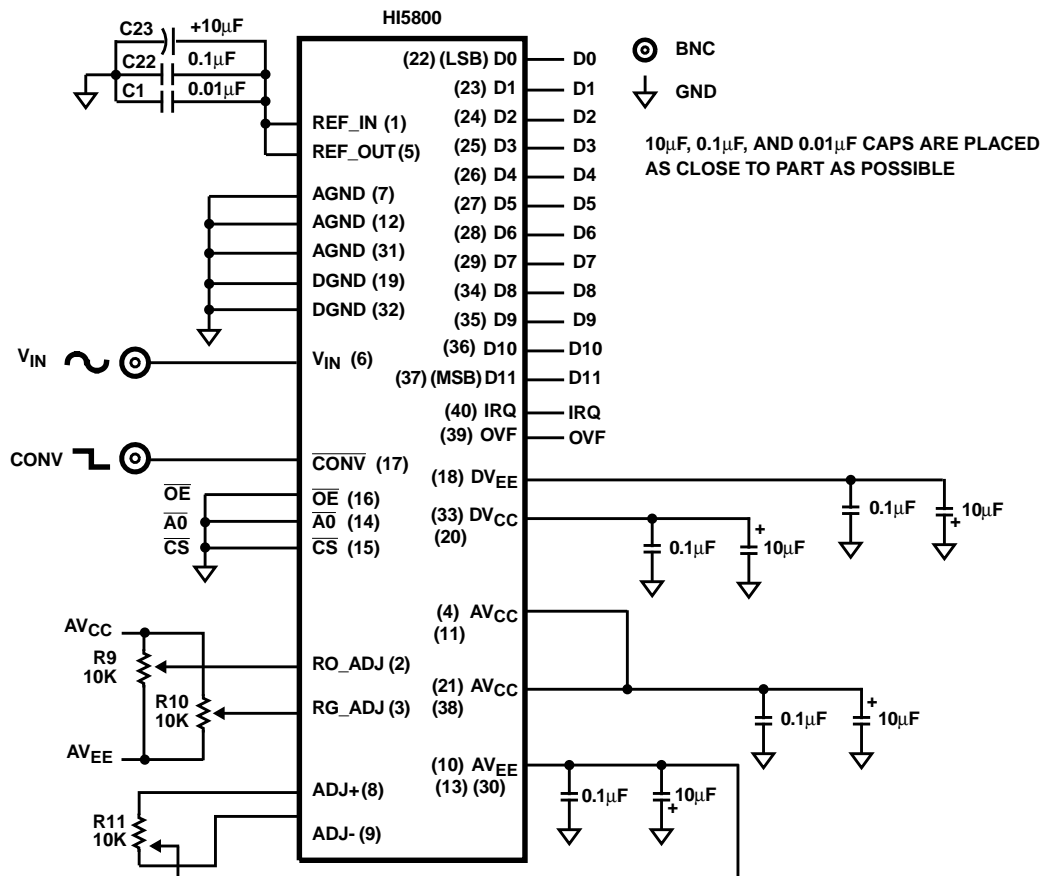 HI5800
C23 +10μF
C22 0.1μF
C1 0.01μF
REF_IN (1)
REF_OUT(5)
AGND (7)
AGND (12)
AGND (31)
DGND (19)
DGND (32)
VIN
VIN (6)
CONV
CONV (17)
OE
OE (16)
A0
A0 (14)
CS
CS (15)
AVCC
R9
10K
RO_ADJ (2)
R10
10K
RG_ADJ (3)
AVEE
ADJ+(8)
R11
10K
ADJ- (9)
(22) (LSB) D0 D0
(23) D1 D1
(24) D2 D2
(25) D3 D3
(26) D4 D4
(27) D5 D5
(28) D6 D6
(29) D7 D7
(34) D8 D8
(35) D9 D9
(36) D10 D10
(37) (MSB) D11 D11
(40) IRQ IRQ
(39) OVF OVF
(18) DVEE
0.1μF
10μF
+
(33) DVCC
(20)
0.1μF
+
10μF
(4) AVCC
(11)
(21) AVCC
(38)
0.1μF
+
10μF
(10) AVEE
(13) (30)
0.1μF
10μF
+
BNC
GND
10μF, 0.1μF, AND 0.01μF CAPS ARE PLACED
AS CLOSE TO PART AS POSSIBLE